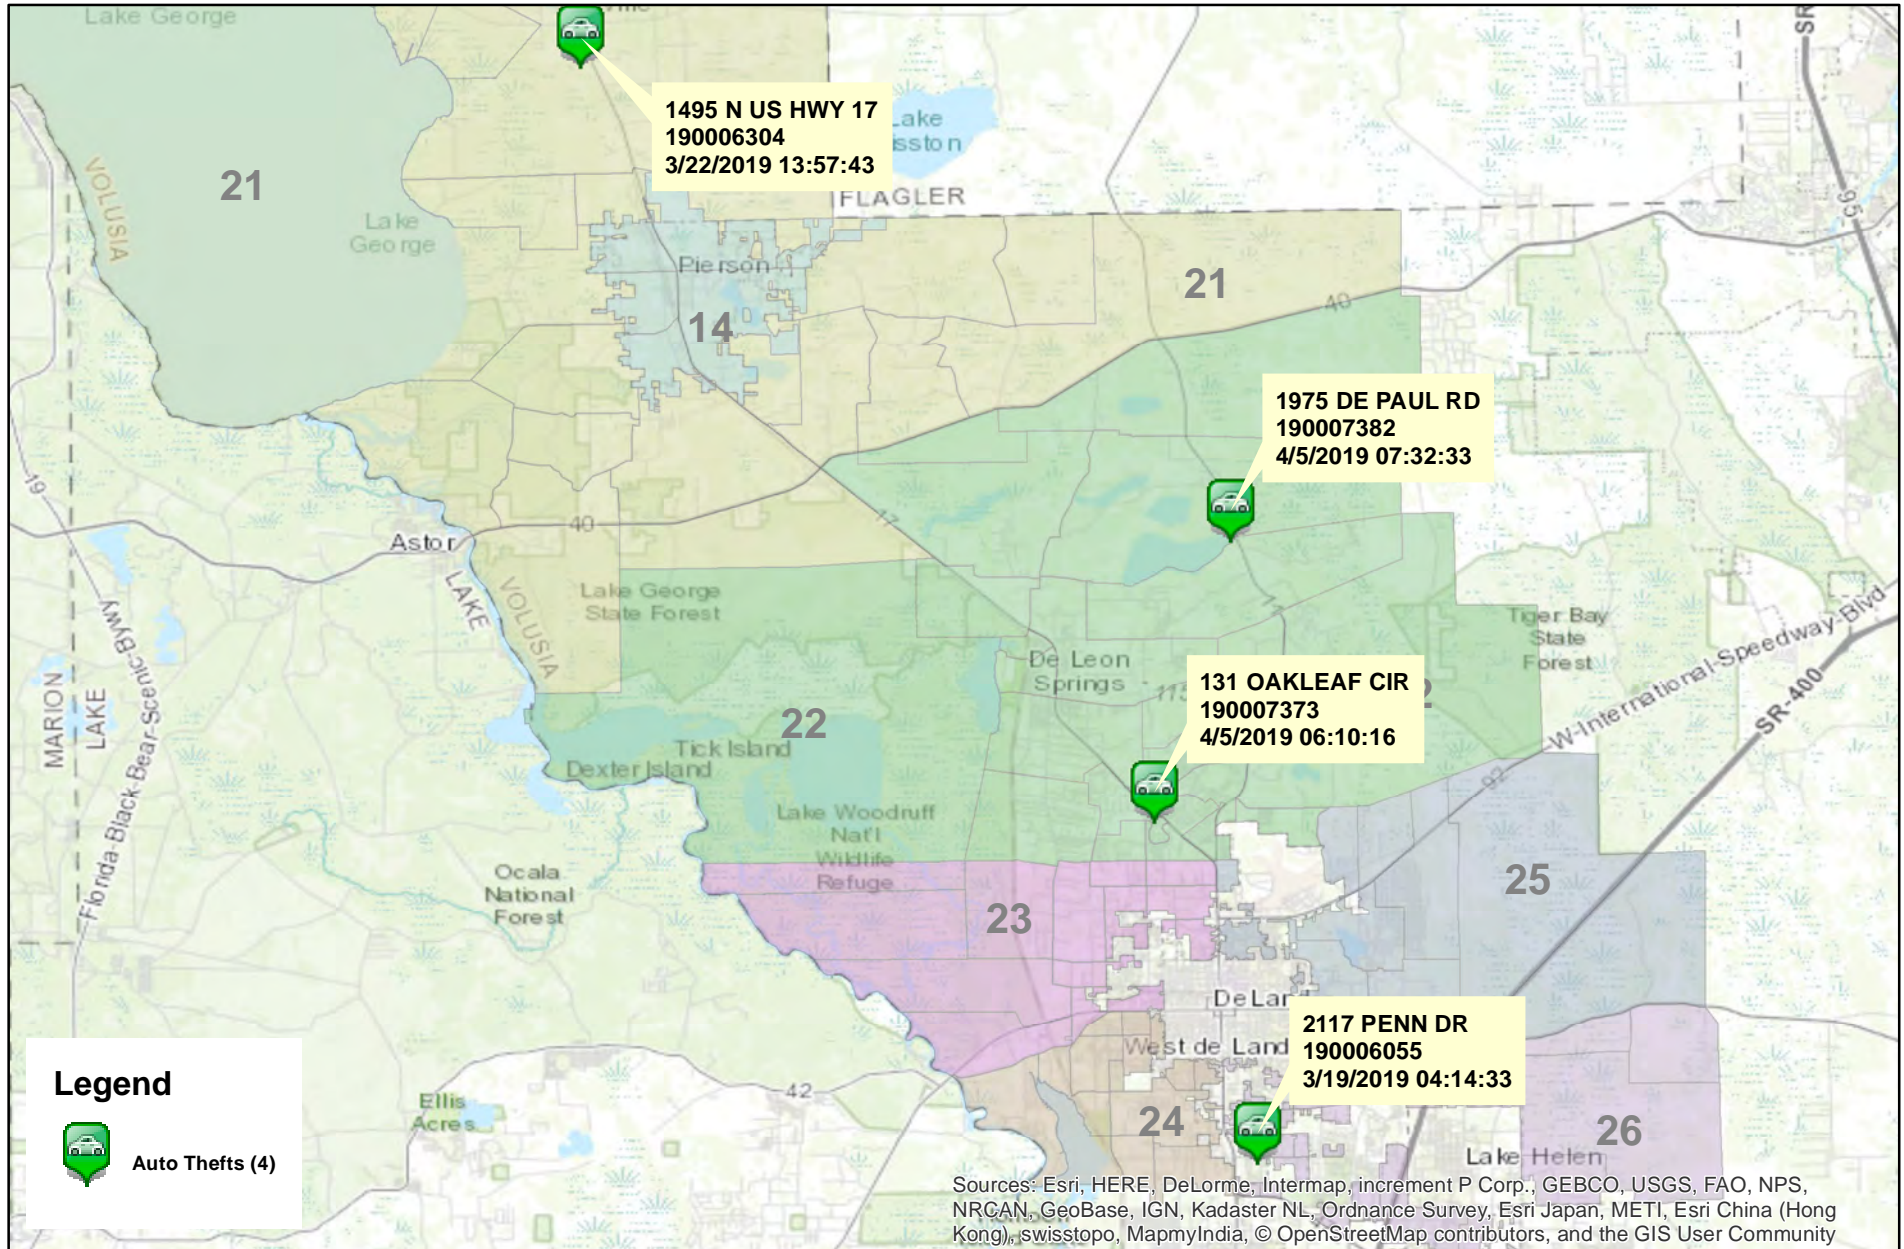 Lake George
1495 N US HWY 17
190006304
3/22/2019 13:57:43
Lake
SR
95
FLAGLER
VOLUSIA
21
Lake
George
Pierson
14
21
40
1975 DE PAUL RD
190007382
4/5/2019 07:32:33
19
40
17
Astor
LAKE
VOLUSIA
Lake George
State Forest
11
Tiger Bay
State
Forest
De Leon
Springs
131 OAKLEAF CIR
190007373
4/5/2019 06:10:16
W-International-Speedway-Blvd
SR-400
MARION
LAKE
Florida-Black-Bear-Scenic-Bywy
22
Tick Island
Dexter Island
92
Lake Woodruff
Nat'l
Wildlife
Refuge
Ocala
National
Forest
23
25
DeLan
West de Land
2117 PENN DR
190006055
3/19/2019 04:14:33
42
Ellis
Acres
24
26
Lake Helen
Legend
Auto Thefts (4)
Sources: Esri, HERE, DeLorme, Intermap, increment P Corp., GEBCO, USGS, FAO, NPS,
NRCAN, GeoBase, IGN, Kadaster NL, Ordnance Survey, Esri Japan, METI, Esri China (Hong
Kong), swisstopo, MapmyIndia, © OpenStreetMap contributors, and the GIS User Community